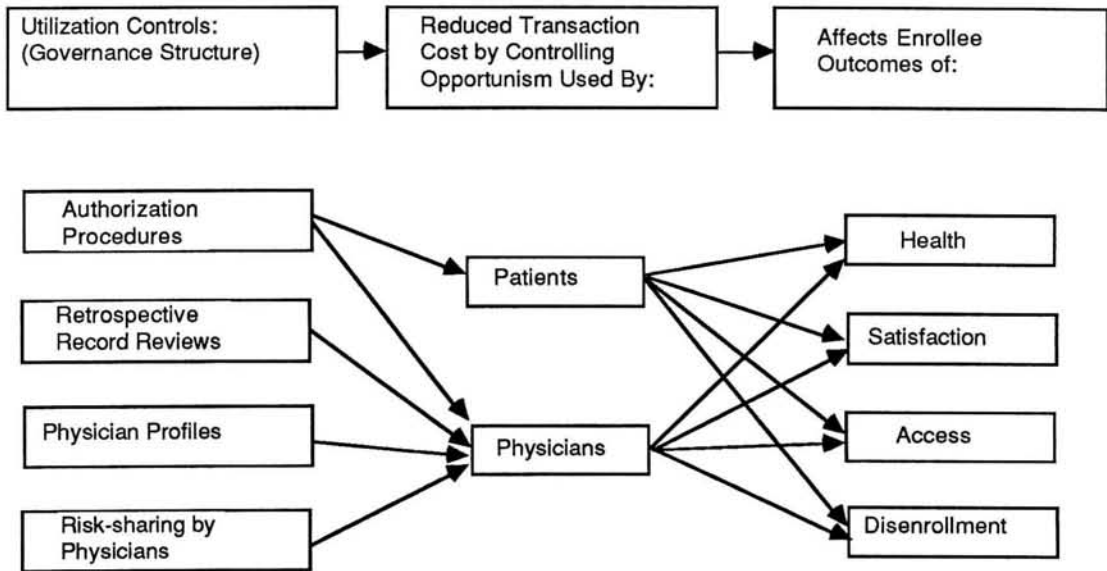 Utilization Controls:
(Governance Structure)
Reduced Transaction
Cost by Controlling
Opportunism Used By:
Affects Enrollee
Outcomes of:
Authorization
Procedures
Retrospective
Record Reviews
Physician Profiles
Risk-sharing by
Physicians
Patients
Physicians
Health
Satisfaction
Access
Disenrollment